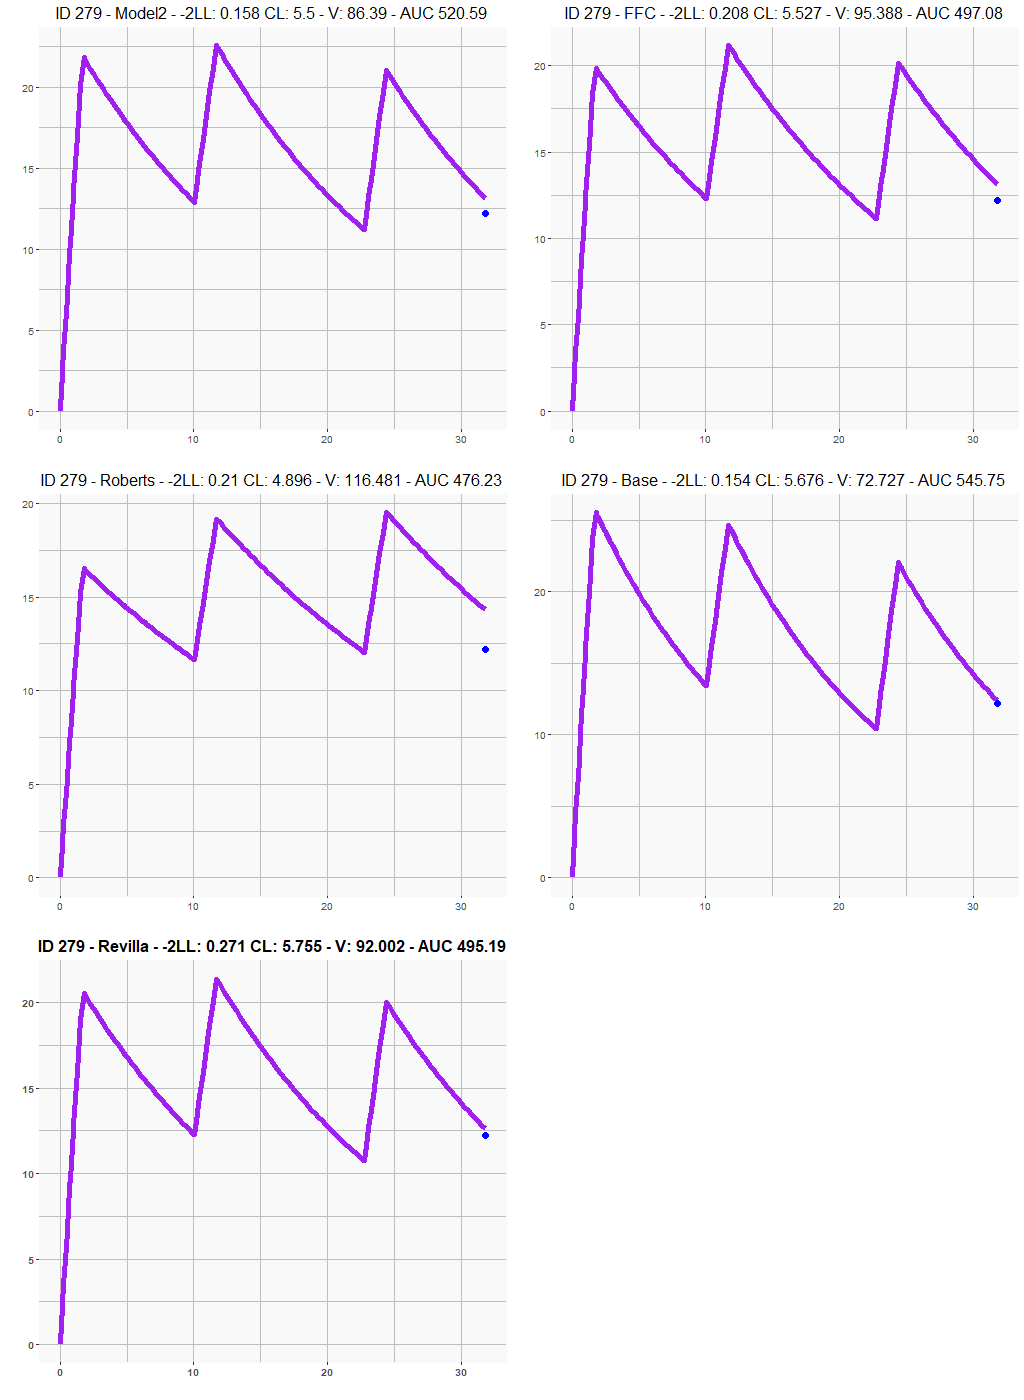 ID 279 - Model2 - -2LL: 0.158 CL: 5.5 - V: 86.39 - AUC 520.59
20
15
10
5
0
0 10 20 30
ID 279 - FFC - -2LL: 0.208 CL: 5.527 - V: 95.388 - AUC 497.08
20
15
10
5
0
0 10 20 30
ID 279 - Roberts - -2LL: 0.21 CL: 4.896 - V: 116.481 - AUC 476.23
20
15
10
5
0
0 10 20 30
ID 279 - Base - -2LL: 0.154 CL: 5.676 - V: 72.727 - AUC 545.75
20
10
0
0 10 20 30
ID 279 - Revilla - -2LL: 0.271 CL: 5.755 - V: 92.002 - AUC 495.19
20
15
10
5
0
0 10 20 30